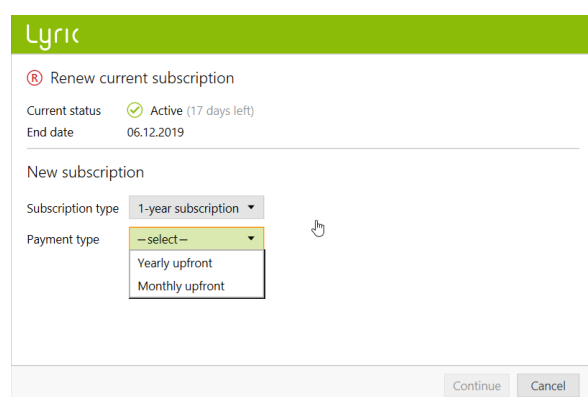 Lyric
R Renew current subscription
Current status Active (17 days left)
End date 06.12.2019
New subscription
Subscription type 1-year subscription
Payment type —select—
Yearly upfront
Monthly upfront
Continue Cancel